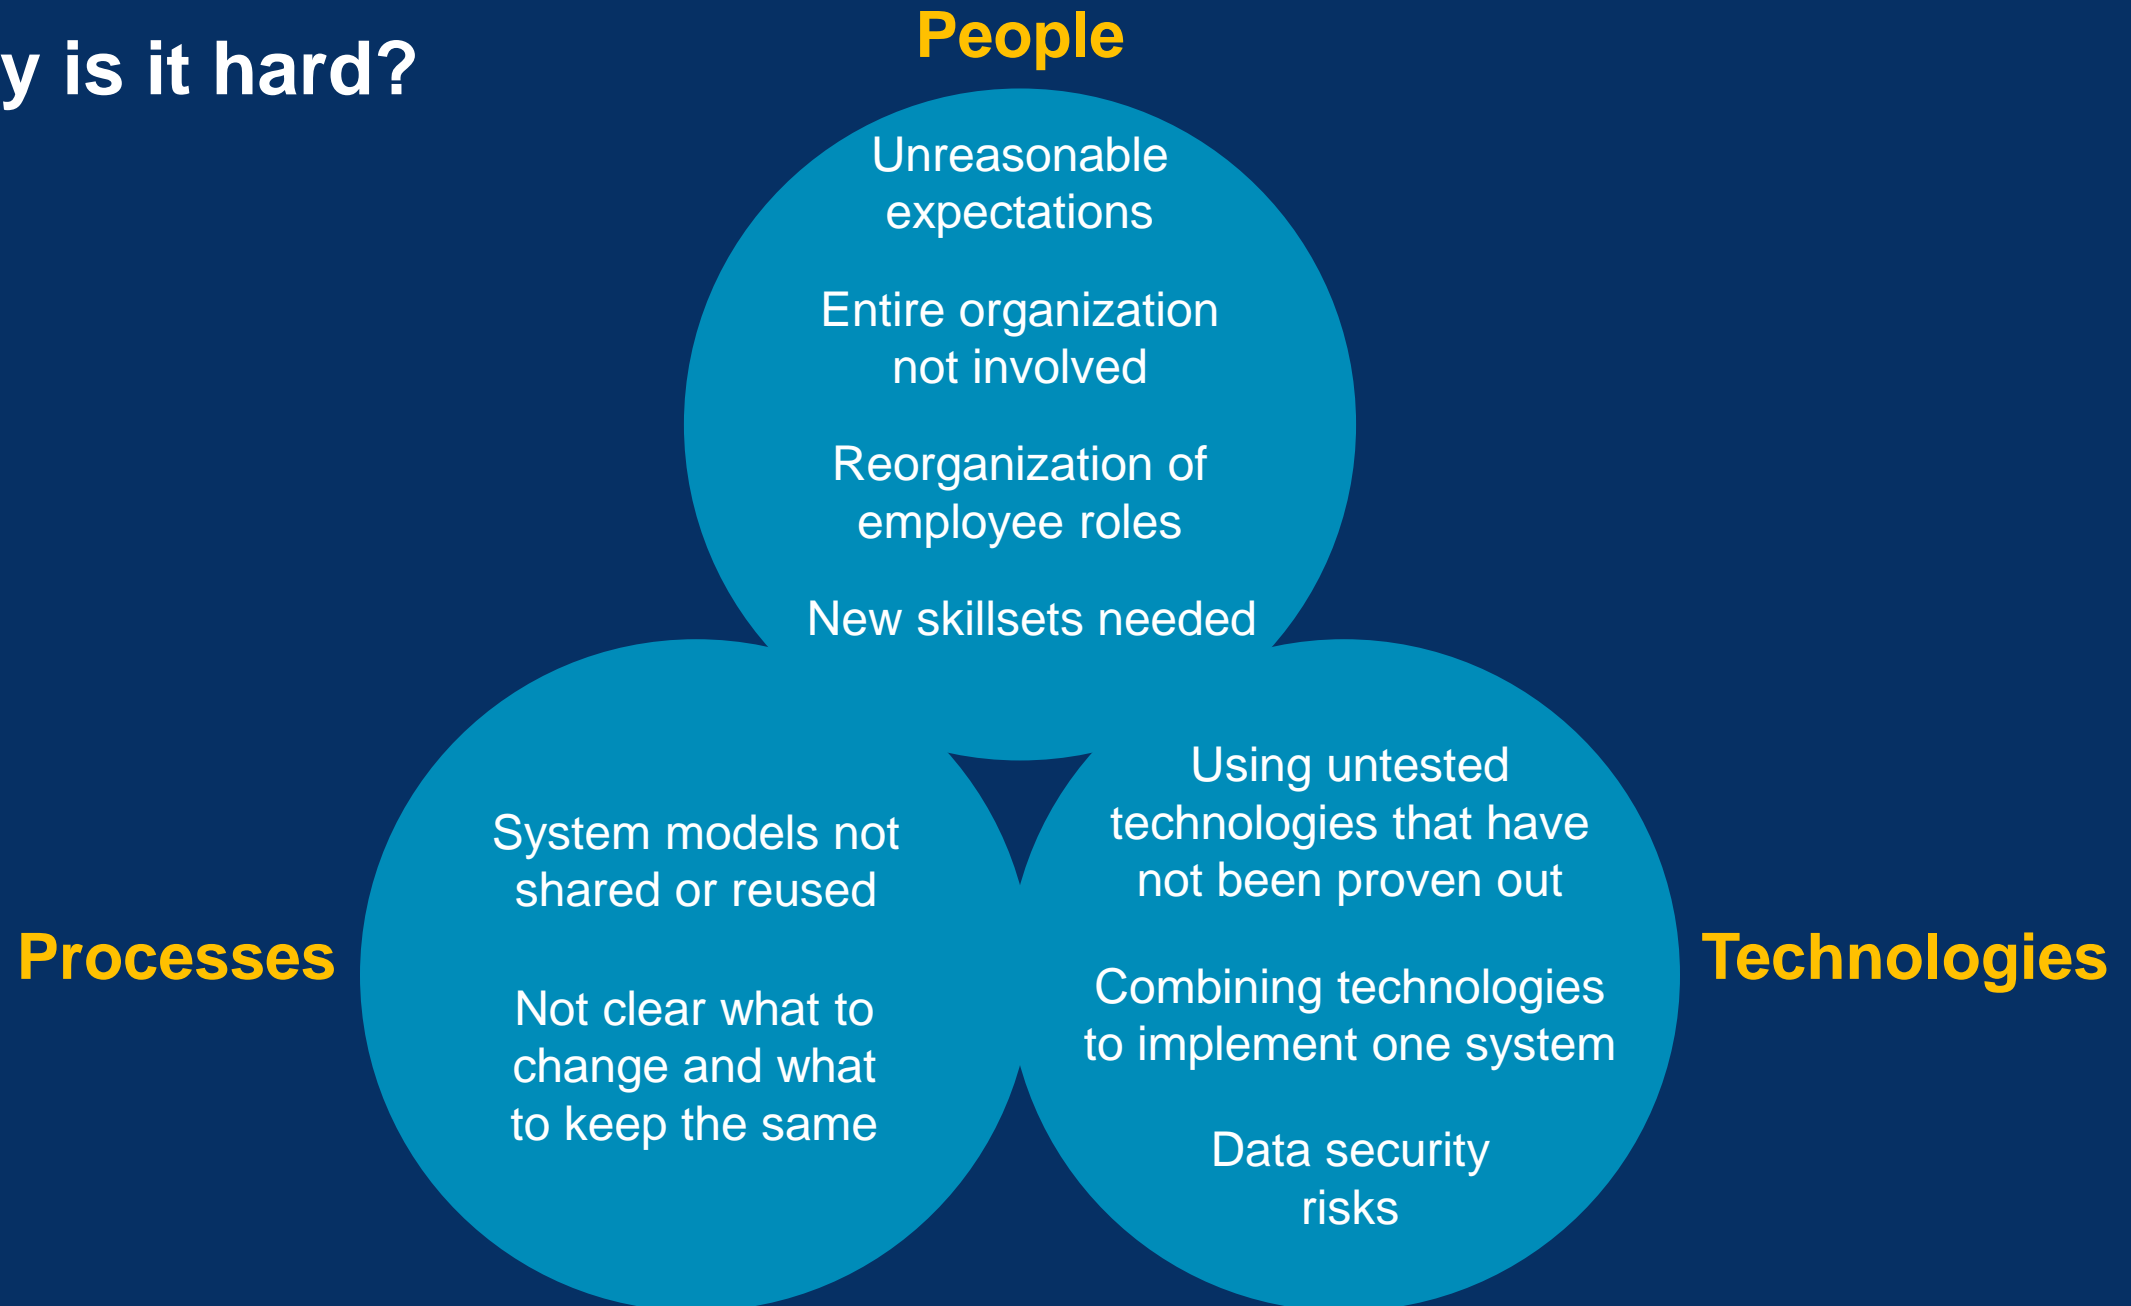 y is it hard?
People
Unreasonable
expectations
Entire organization
not involved
Reorganization of
employee roles
New skillsets needed
Processes
System models not
shared or reused
Not clear what to
change and what
to keep the same
Using untested
technologies that have
not been proven out
Combining technologies
to implement one system
Data security
risks
Technologies